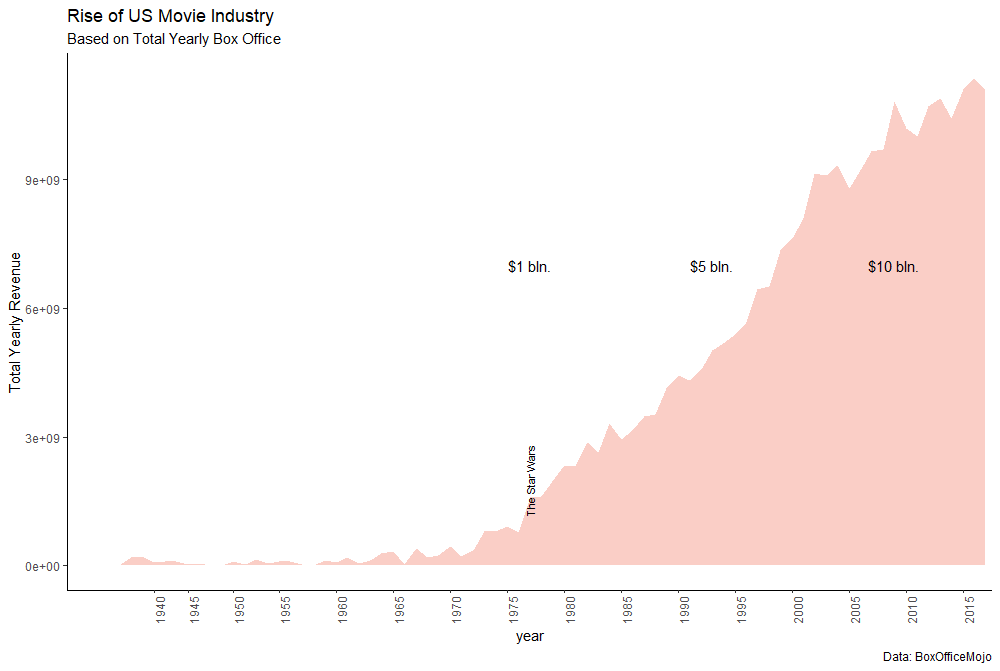 Rise of US Movie Industry
Based on Total Yearly Box Office
Total Yearly Revenue
9e+09
6e+09
3e+09
0e+00
$1 bln.
$5 bln.
$10 bln.
The Star Wars
1940
1945
1950
1955
1960
1965
1970
1975
1980
1985
1990
1995
2000
2005
2010
2015
year
Data: BoxOfficeMojo